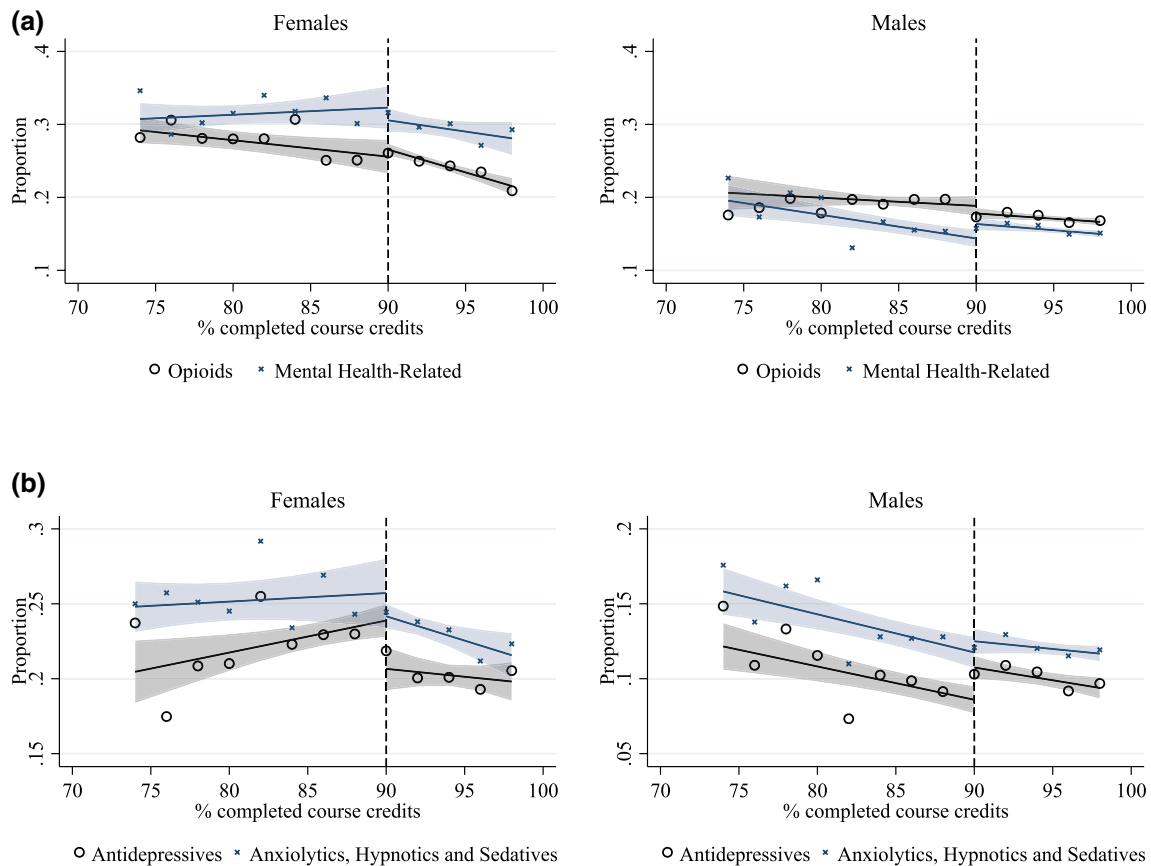 (a)
Females
Males
Proportion
.1 .2 .3 .4
70 75 80 85 90 95 100
% completed course credits
Opioids Mental Health-Related
Proportion
.1 .2 .3 .4
70 75 80 85 90 95 100
% completed course credits
Opioids Mental Health-Related
(b)
Females
Males
Proportion
.15 .2 .25 .3
70 75 80 85 90 95 100
% completed course credits
Antidepressives Anxiolytics, Hypnotics and Sedatives
Proportion
.05 .1 .15 .2
70 75 80 85 90 95 100
% completed course credits
Antidepressives Anxiolytics, Hypnotics and Sedatives